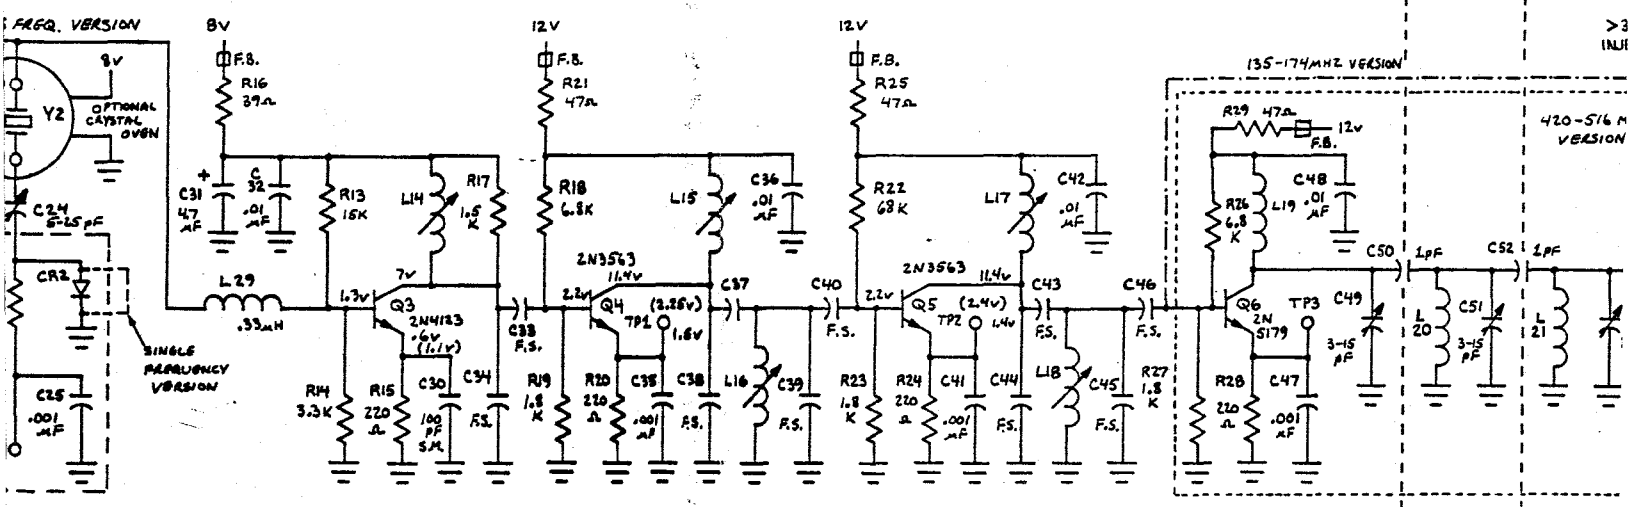 FREQ. VERSION
8V
12V
12V
>3
INJE
F.B.
F.B.
F.B.
135-174MHZ VERSION
8V
R16
39Ω
R21
47Ω
R25
47Ω
Y2
OPTIONAL
CRYSTAL
OVEN
R29 47Ω
12V
F.B.
420-516 M
VERSION
+
C31
4.7
µF
C
32
.01
µF
R13
15K
L14
R17
1.5
K
R18
6.8K
L15
C36
.01
µF
R22
68K
L17
C42
.01
µF
R26
6.8
K
L19
C48
.01
µF
C24
5-25 pF
CR2
L29
.33µH
7V
1.3V
Q3
2N4123
.6V
(1.1V)
C33
F.S.
2N3563
11.4V
2.2V
Q4
(2.25V)
TP1
1.6V
C37
C40
F.S.
2N3563
11.4V
2.2V
Q5
(2.4V)
TP2
1.4V
C43
F.S.
C46
F.S.
Q6
2N
5179
TP3
C49
3-15
pF
C50
1pF
L
20
C51
3-15
pF
C52
1pF
L
21
SINGLE
FREQUENCY
VERSION
C25
.001
µF
R14
3.3K
R15
220
Ω
C30
100
pF
S.M.
C34
F.S.
R19
1.8
K
R20
220
Ω
C35
.001
µF
C38
F.S.
L16
C39
F.S.
R23
1.8
K
R24
220
Ω
C41
.001
µF
C44
F.S.
L18
C45
F.S.
R27
1.8
K
R28
220
Ω
C47
.001
µF